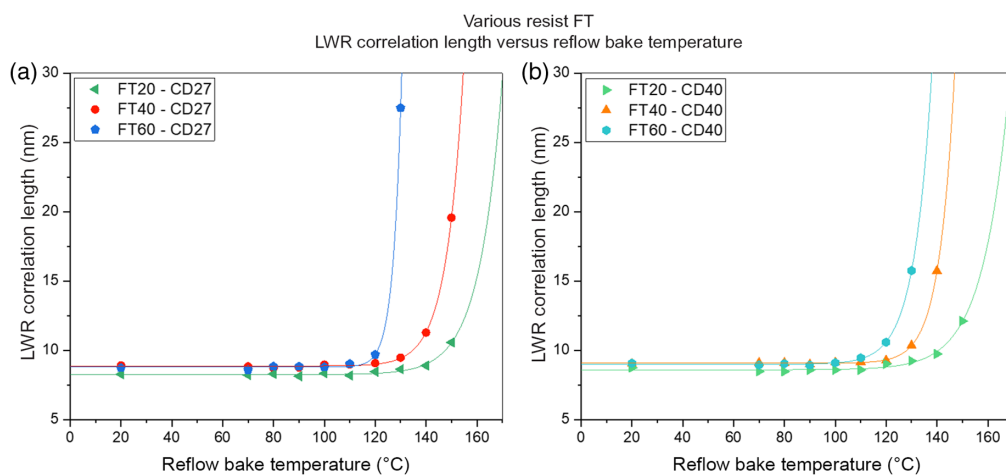 Various resist FT
LWR correlation length versus reflow bake temperature
(a)
30
25
20
15
10
5
LWR correlation length (nm)
FT20 - CD27
FT40 - CD27
FT60 - CD27
0 20 40 60 80 100 120 140 160
Reflow bake temperature (°C)
(b)
30
25
20
15
10
5
LWR correlation length (nm)
FT20 - CD40
FT40 - CD40
FT60 - CD40
0 20 40 60 80 100 120 140 160
Reflow bake temperature (°C)